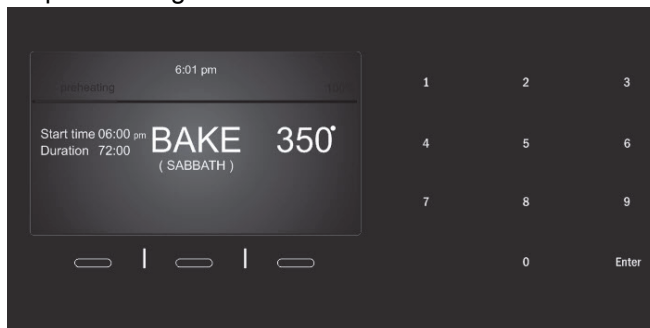 6:01 pm
preheating
Start time 06:00 pm
Duration 72:00
BAKE
( SABBATH )
350°
1 2 3
4 5 6
7 8 9
0 Enter